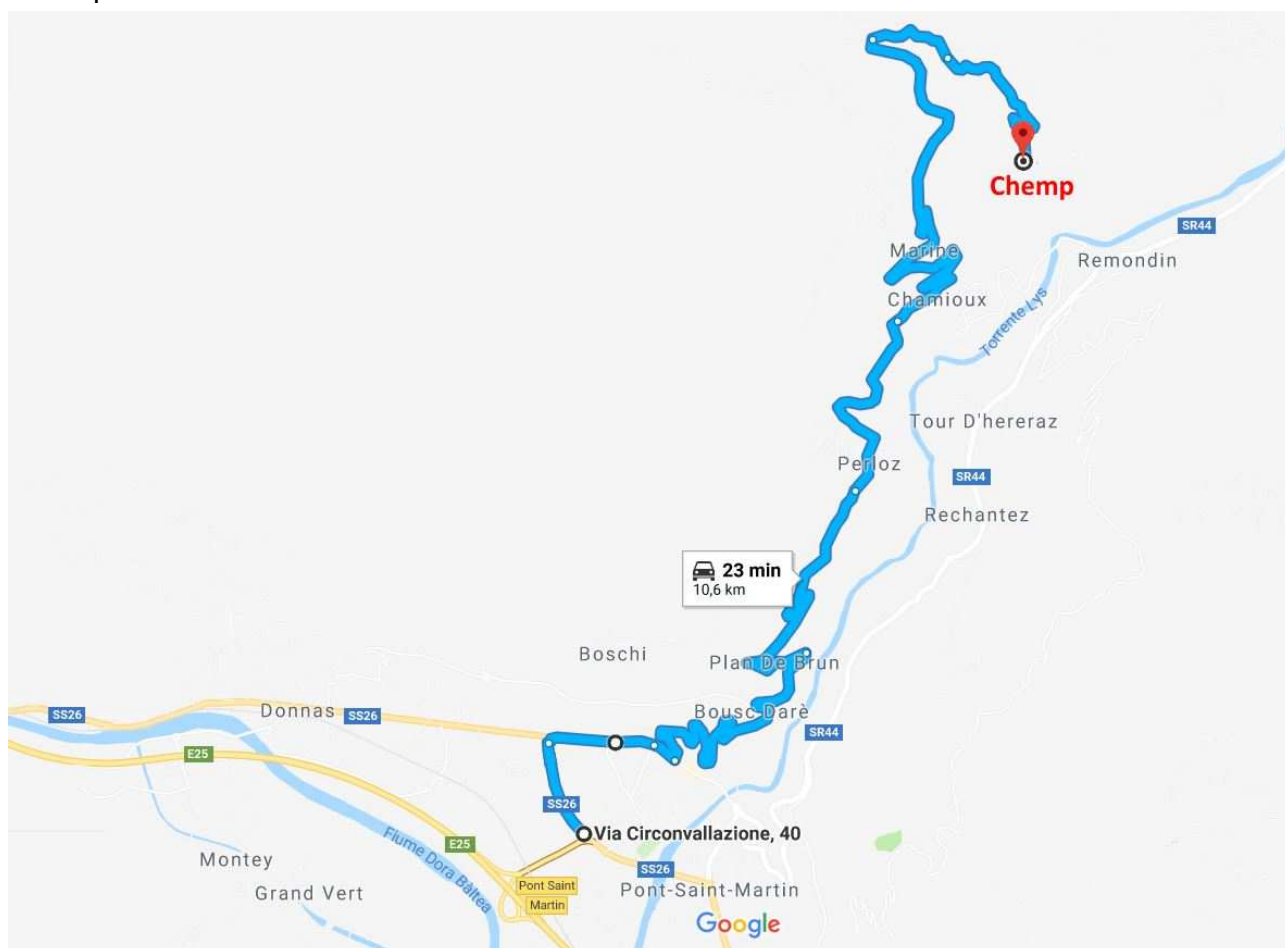 Chemp
SR44
Marine
Remondin
Chamioux
Torrente Lys
Tour D'hereraz
Perloz
SR44
Rechantez
23 min
10,6 km
Boschi
Plan De Brun
SS26
Donnas
SS26
Bousc Darè
SR44
E25
SS26
Via Circonvallazione, 40
E25
Fiume Dora Bàltea
Montey
SS26
Pont Saint
Martin
Grand Vert
Pont-Saint-Martin
Google